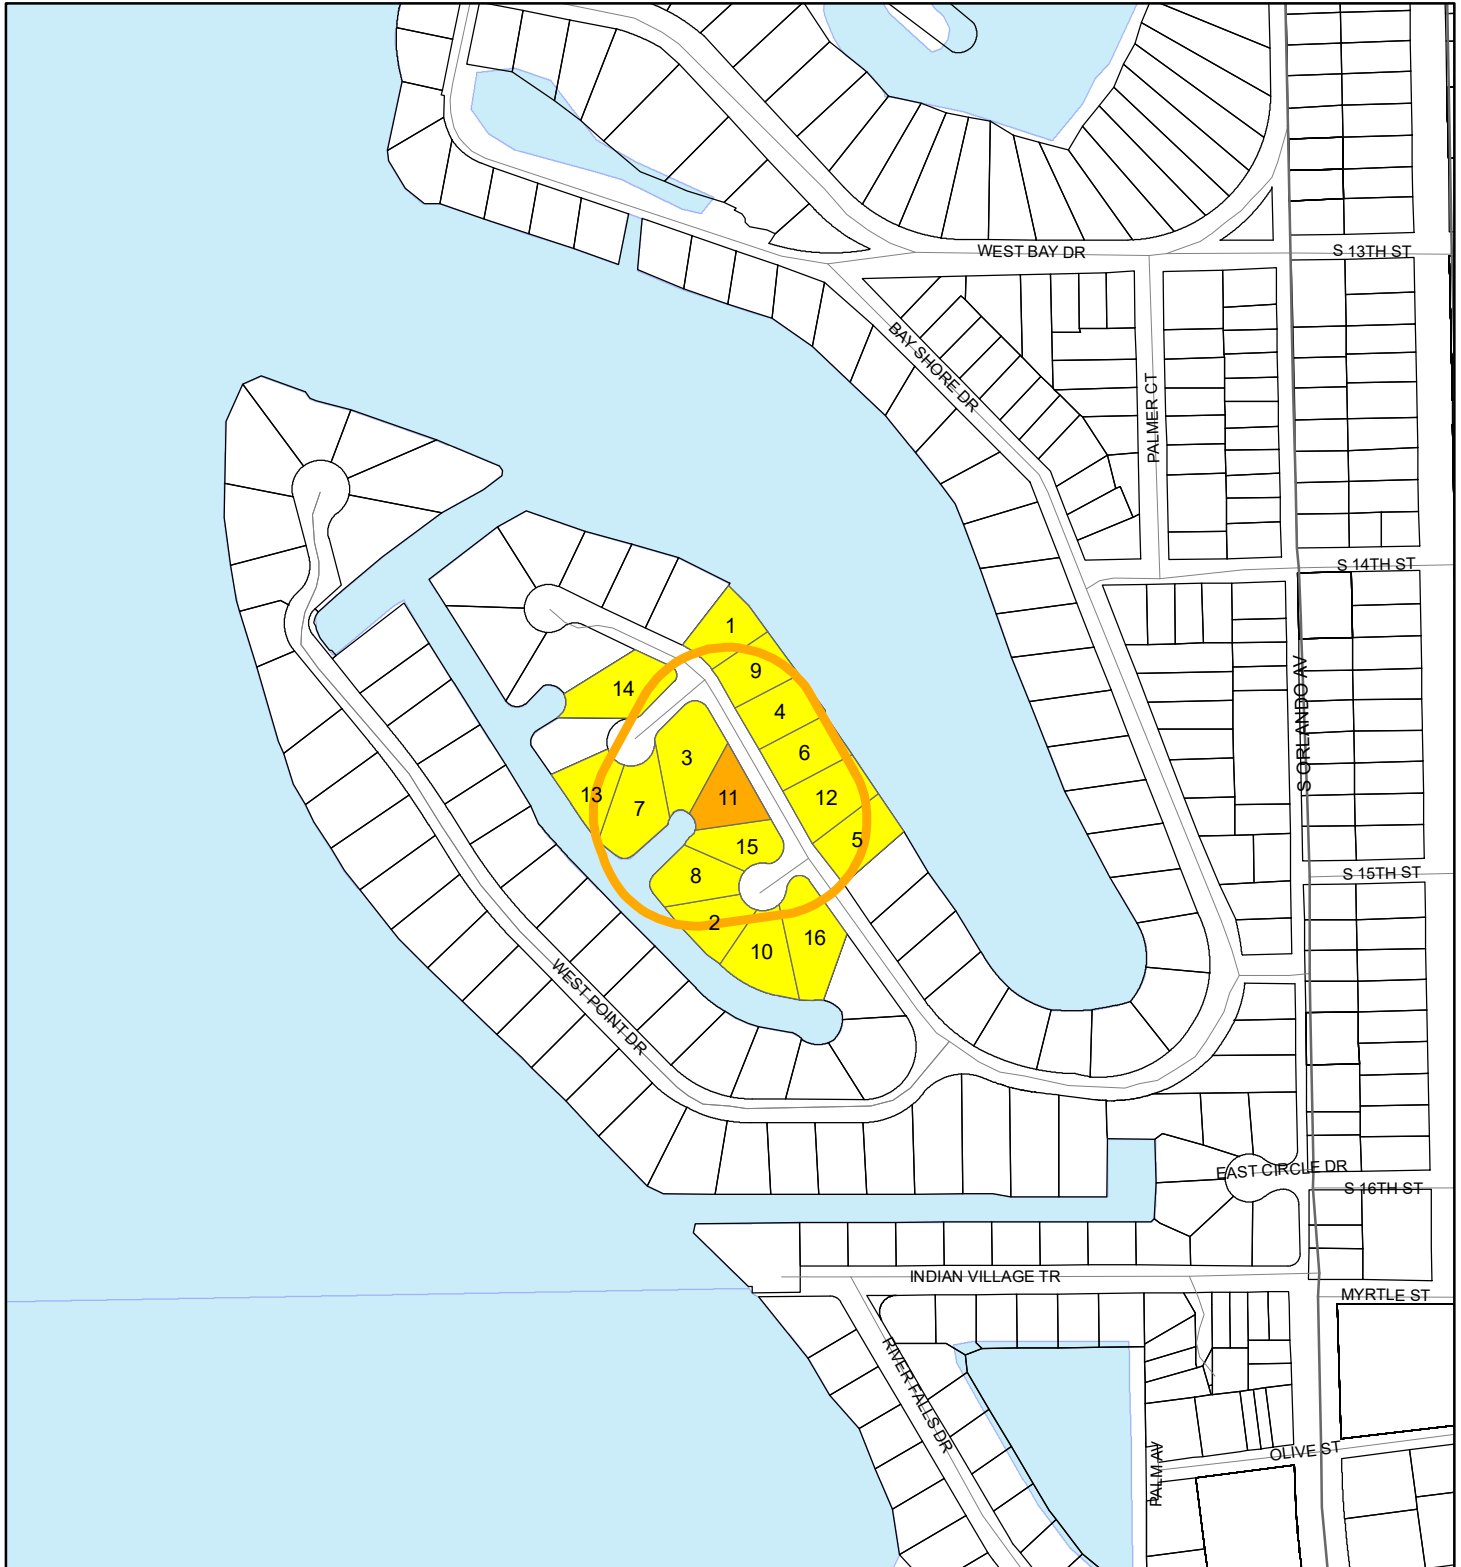 WEST BAY DR
S 13TH ST
BAY SHORE DR
PALMER CT
S 14TH ST
1
9
14
4
S ORLANDO AV
6
3
13
7
11
12
15
5
8
S 15TH ST
2
16
10
WEST POINT DR
EAST CIRCLE DR
S 16TH ST
INDIAN VILLAGE TR
MYRTLE ST
RIVER FALLS DR
OLIVE ST
PALM AV